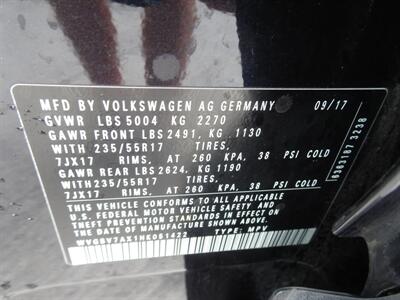 MFD BY VOLKSWAGEN AG GERMANY 09/17
GVWR LBS 5004 KG 2270
GAWR FRONT LBS 2491, KG 1130
WITH 235/55R17 TIRES,
7JX17 RIMS, AT 260 KPA, 38 PSI COLD
GAWR REAR LBS 2624, KG 1190
WITH 235/55R17 TIRES,
7JX17 RIMS, AT 260 KPA, 38 PSI COLD
THIS VEHICLE CONFORMS TO ALL APPLICABLE
U.S. FEDERAL MOTOR VEHICLE SAFETY AND
THEFT PREVENTION STANDARDS IN EFFECT ON
THE DATE OF MANUFACTURE SHOWN ABOVE.
TYPE: MPV